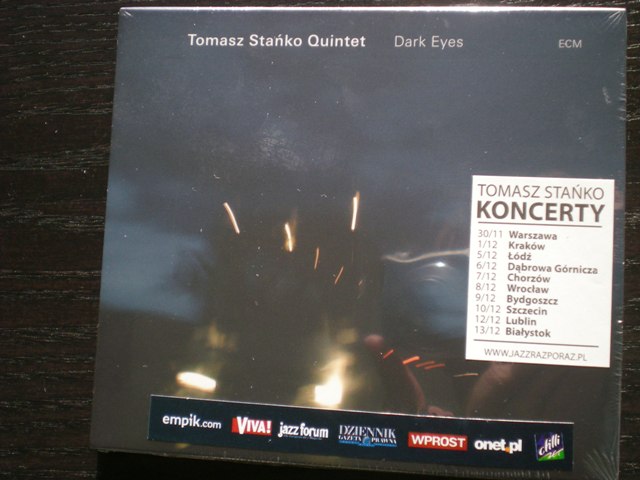 Tomasz Stańko Quintet Dark Eyes ECM
TOMASZ STAŃKO
KONCERTY
30/11 Warszawa
1/12 Kraków
5/12 Łódź
6/12 Dąbrowa Górnicza
7/12 Chorzów
8/12 Wrocław
9/12 Bydgoszcz
10/12 Szczecin
12/12 Lublin
13/12 Białystok
WWW.JAZZRAZPORAZ.PL
empik.com VIVA! jazz forum DZIENNIK WPROST onet.pl
GAZETA PRAWNA